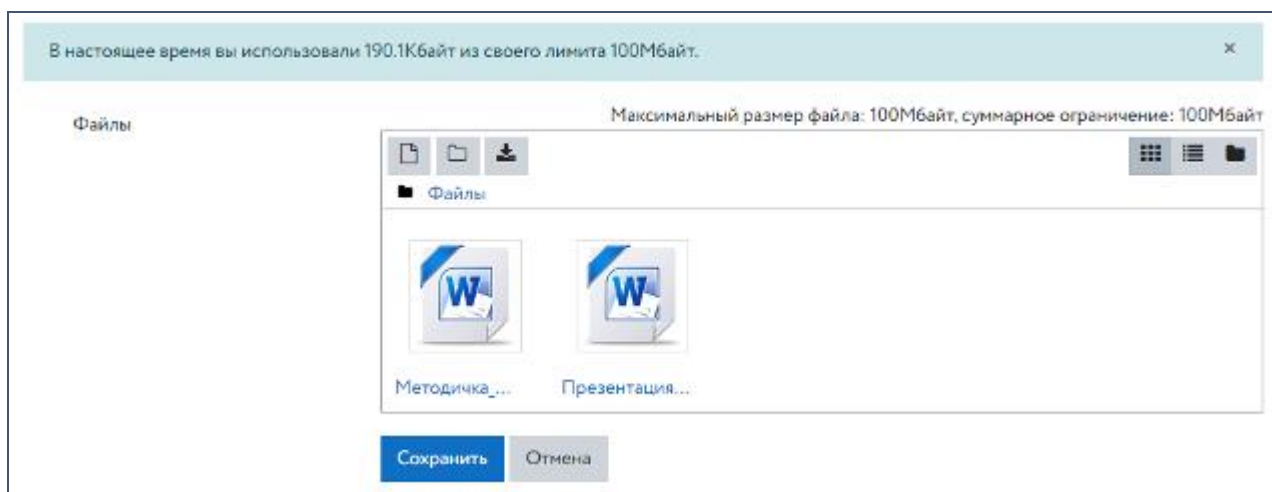 В настоящее время вы использовали 190.1Кбайт из своего лимита 100Мбайт.
×
Файлы
Максимальный размер файла: 100Мбайт, суммарное ограничение: 100Мбайт
Файлы
W W
Методичка_... Презентация...
Сохранить Отмена